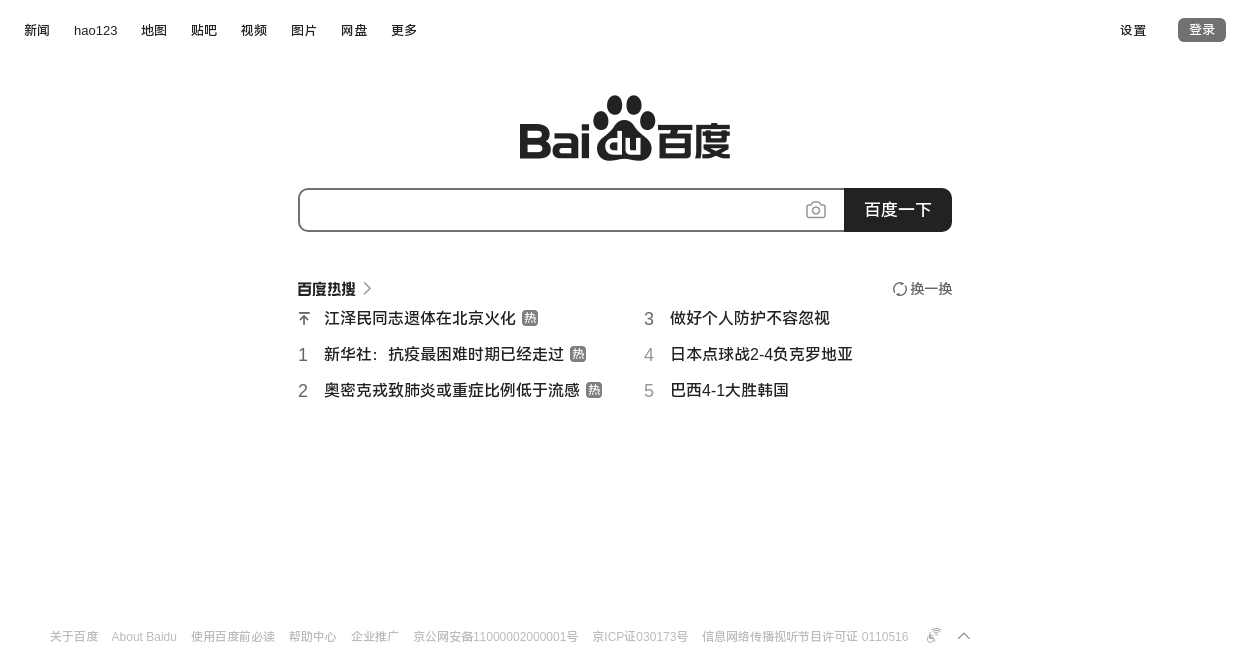 新闻 hao123 地图 贴吧 视频 图片 网盘 更多 设置 登录
Bai du 百度
百度一下
百度热搜 换一换
江泽民同志遗体在北京火化 热
1 新华社：抗疫最困难时期已经走过 热
2 奥密克戎致肺炎或重症比例低于流感 热
3 做好个人防护不容忽视
4 日本点球战2-4负克罗地亚
5 巴西4-1大胜韩国
关于百度 About Baidu 使用百度前必读 帮助中心 企业推广 京公网安备11000002000001号 京ICP证030173号 信息网络传播视听节目许可证 0110516